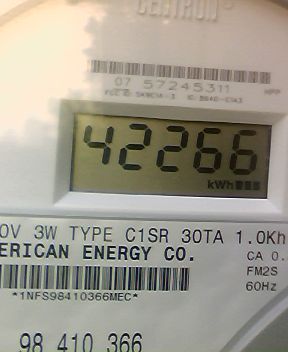 CENTRON®
07 57245311
42266
kWh
0V 3W TYPE C1SR 30TA 1.0Kh
ERICAN ENERGY CO.
CA 0.
FM2S
*1NFS98410366MEC*
60Hz
98 410 366